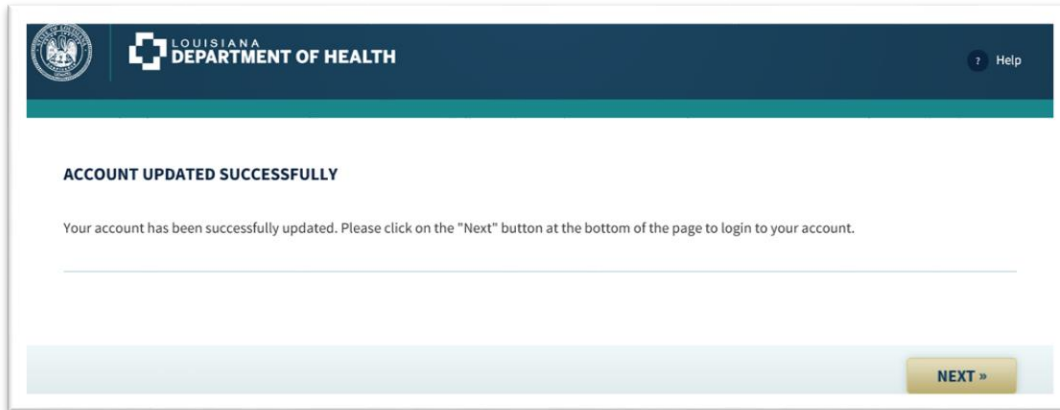 LOUISIANA
DEPARTMENT OF HEALTH
? Help
ACCOUNT UPDATED SUCCESSFULLY
Your account has been successfully updated. Please click on the "Next" button at the bottom of the page to login to your account.
NEXT »